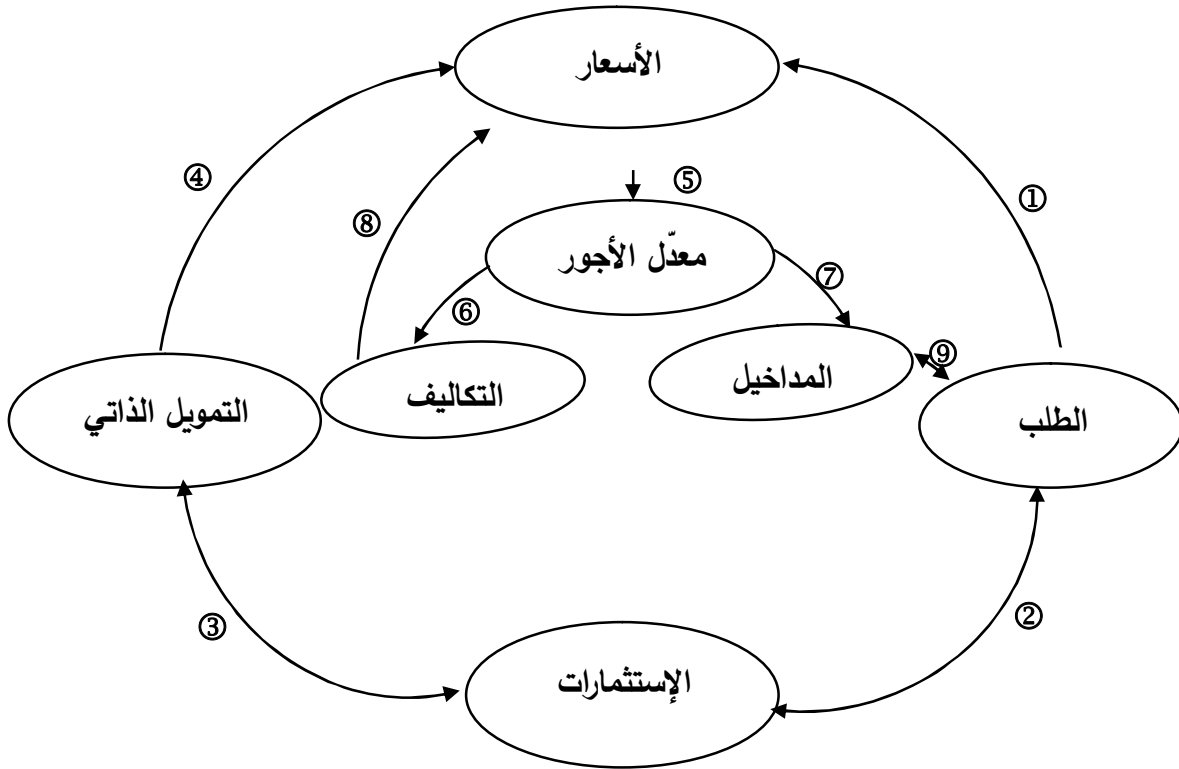 الأسعار
④
⑤
①
⑧
معدّل الأجور
⑦
⑥
⑨
المداخيل
التكاليف
التمويل الذاتي
الطلب
②
③
الإستثمارات